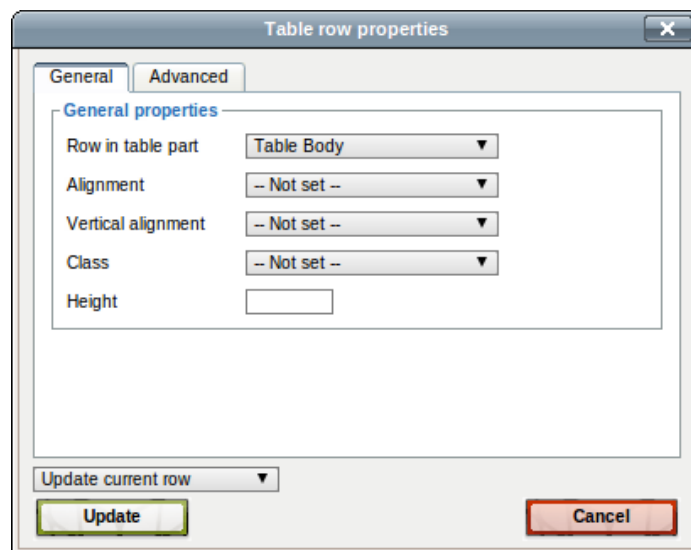 Table row properties
General Advanced
General properties
Row in table part Table Body
Alignment -- Not set --
Vertical alignment -- Not set --
Class -- Not set --
Height
Update current row
Update Cancel